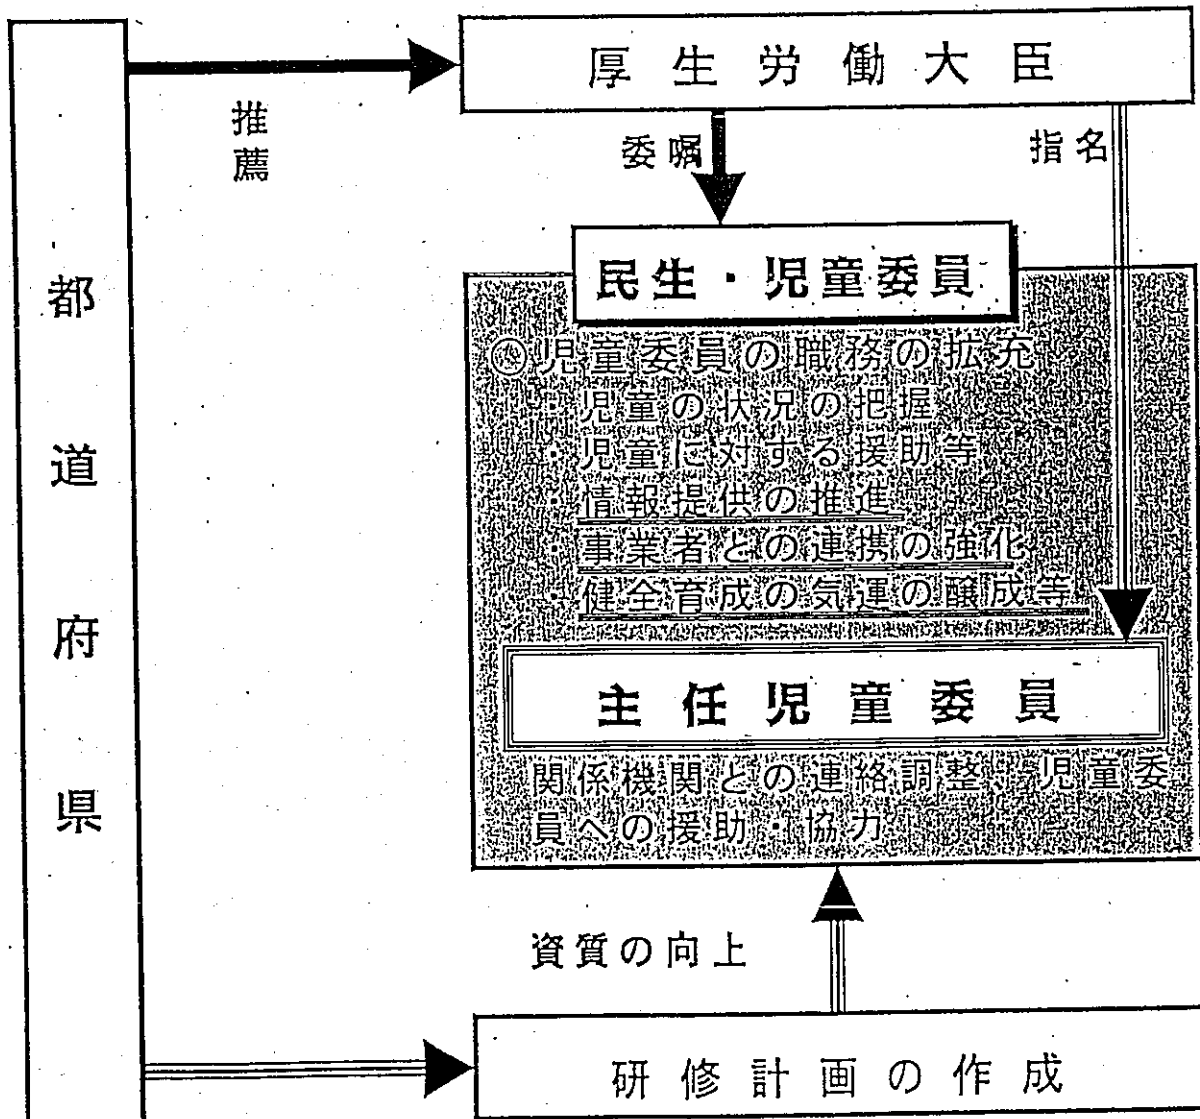 都道府県
厚生労働大臣
推薦
委嘱
指名
民生・児童委員
児童委員の職務の拡充
・児童の状況の把握
・児童に対する援助等
・情報提供の推進
・事業者との連携の強化
・健全育成の気運の醸成等
主任児童委員
関係機関との連絡調整、児童委
員への援助・協力
資質の向上
研修計画の作成